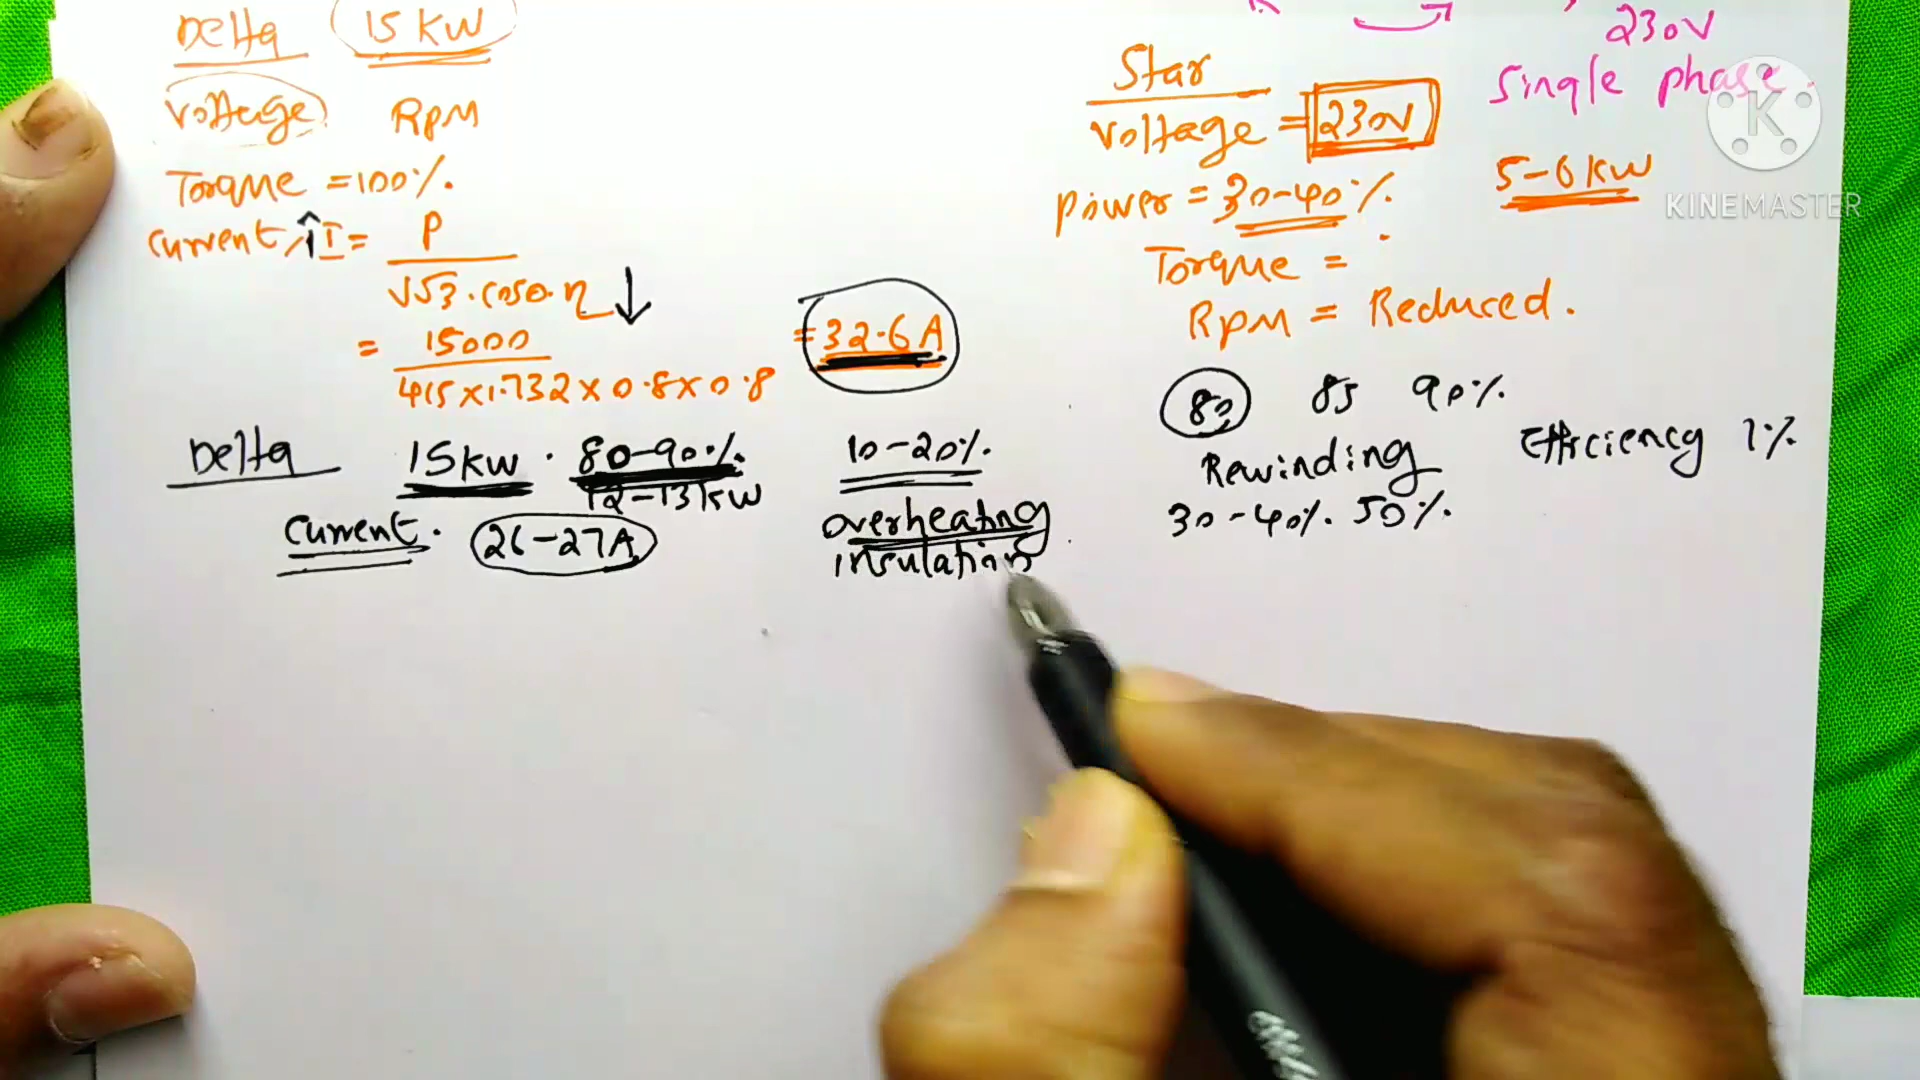 Delta 15 KW
Voltage RPM
Torque = 100%.
Current, I =
P
√3. cosθ. η
= 15000
415 x 1.732 x 0.8 x 0.8
= 32.6 A
Delta 15kw . 80-90%.
12-13kw
Current. 26-27A
10-20%.
overheating
insulation
230V
Single phase.
Star
Voltage = 230V
5-6 KW
Power = 30-40%.
Torque =
RPM = Reduced.
80 85 90%.
Rewinding Efficiency 1%
30-40%. 50%.
KINEMASTER